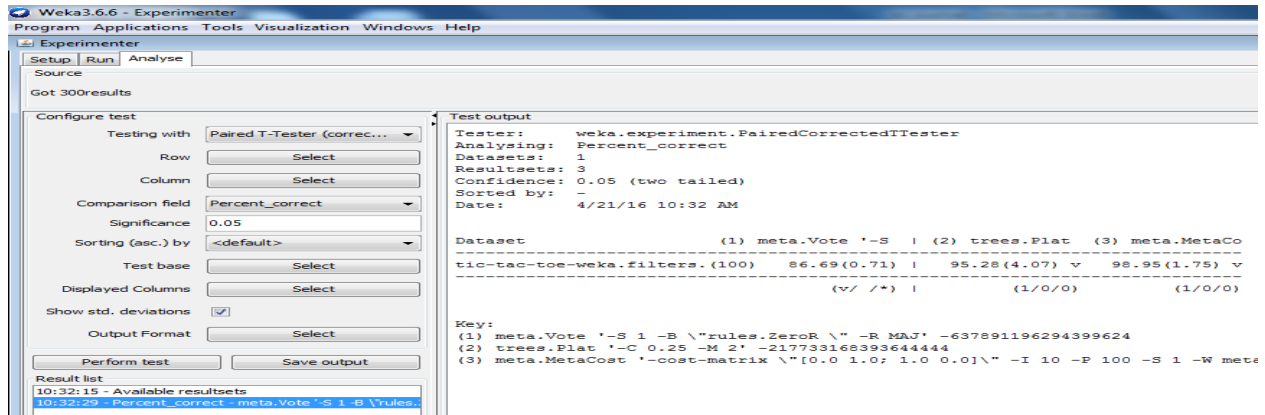 Weka3.6.6 - Experimenter
Program Applications Tools Visualization Windows Help
Experimenter
Setup Run Analyse
Source
Got 300results
Configure test
Testing with Paired T-Tester (correc...
Row Select
Column Select
Comparison field Percent_correct
Significance 0.05
Sorting (asc.) by <default>
Test base Select
Displayed Columns Select
Show std. deviations
Output Format Select
Perform test Save output
Result list
10:32:15 - Available resultsets
10:32:29 - Percent_correct - meta.Vote '-S 1 -B \"rules.
Test output
Tester: weka.experiment.PairedCorrectedTTester
Analysing: Percent_correct
Datasets: 1
Resultsets: 3
Confidence: 0.05 (two tailed)
Sorted by: -
Date: 4/21/16 10:32 AM
Dataset (1) meta.Vote '-S | (2) trees.Plat (3) meta.MetaCo
tic-tac-toe-weka.filters.(100) 86.69(0.71) | 95.28(4.07) v 98.95(1.75) v
(v/ /*) | (1/0/0) (1/0/0)
Key:
(1) meta.Vote '-S 1 -B \"rules.ZeroR \" -R MAJ' -637891196294399624
(2) trees.Plat '-C 0.25 -M 2' -217733168393644444
(3) meta.MetaCost '-cost-matrix \"[0.0 1.0; 1.0 0.0]\" -I 10 -P 100 -S 1 -W meta